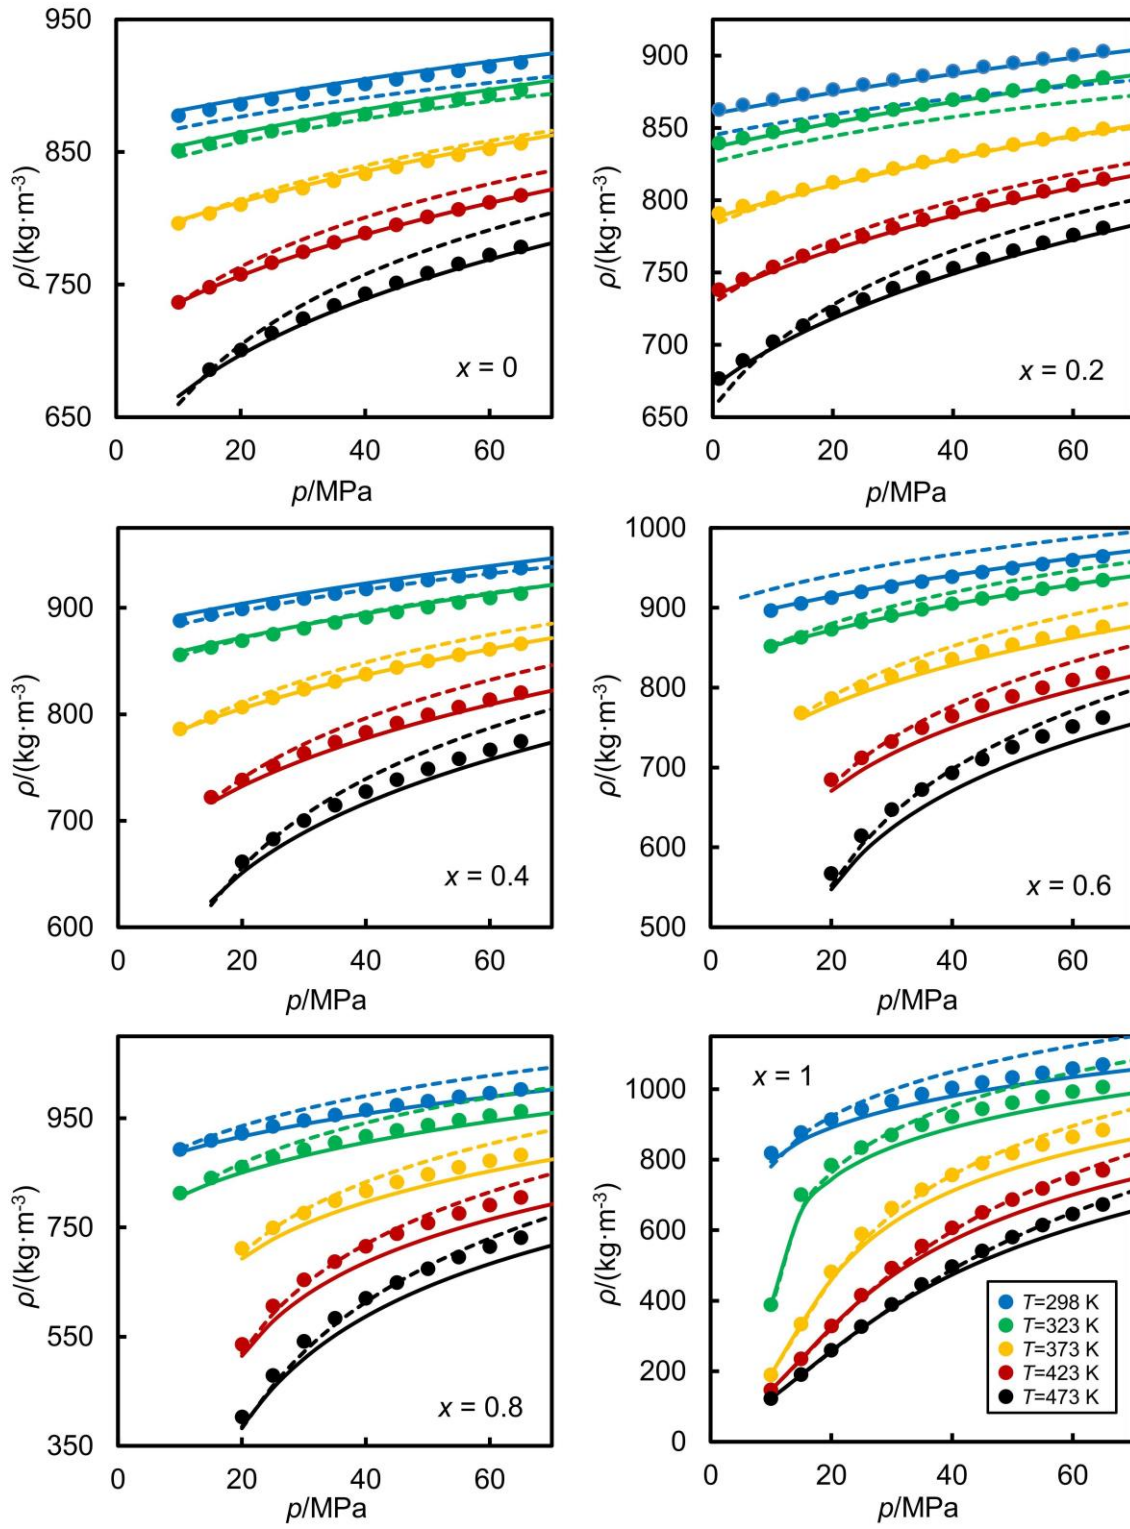 950
850
750
650
ρ/(kg·m⁻³)
x = 0
0 20 40 60
p/MPa
900
850
800
750
700
650
ρ/(kg·m⁻³)
x = 0.2
0 20 40 60
p/MPa
900
800
700
600
ρ/(kg·m⁻³)
x = 0.4
0 20 40 60
p/MPa
1000
900
800
700
600
500
ρ/(kg·m⁻³)
x = 0.6
0 20 40 60
p/MPa
950
750
550
350
ρ/(kg·m⁻³)
x = 0.8
0 20 40 60
p/MPa
1000
800
600
400
200
0
ρ/(kg·m⁻³)
x = 1
T=298 K
T=323 K
T=373 K
T=423 K
T=473 K
0 20 40 60
p/MPa